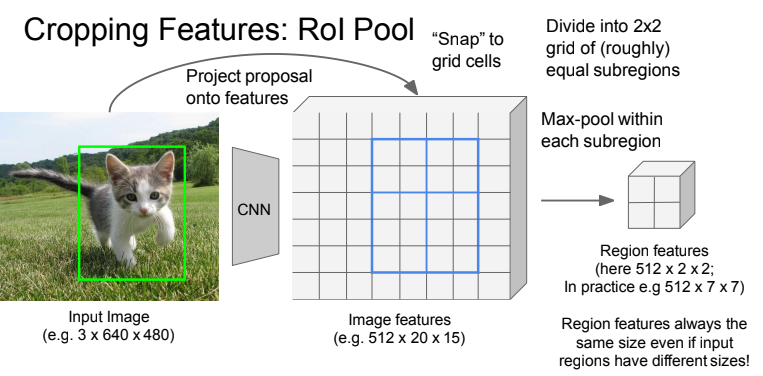 Cropping Features: RoI Pool
"Snap" to
grid cells
Divide into 2x2
grid of (roughly)
equal subregions
Project proposal
onto features
Max-pool within
each subregion
CNN
Input Image
(e.g. 3 x 640 x 480)
Image features
(e.g. 512 x 20 x 15)
Region features
(here 512 x 2 x 2;
In practice e.g 512 x 7 x 7)
Region features always the
same size even if input
regions have different sizes!